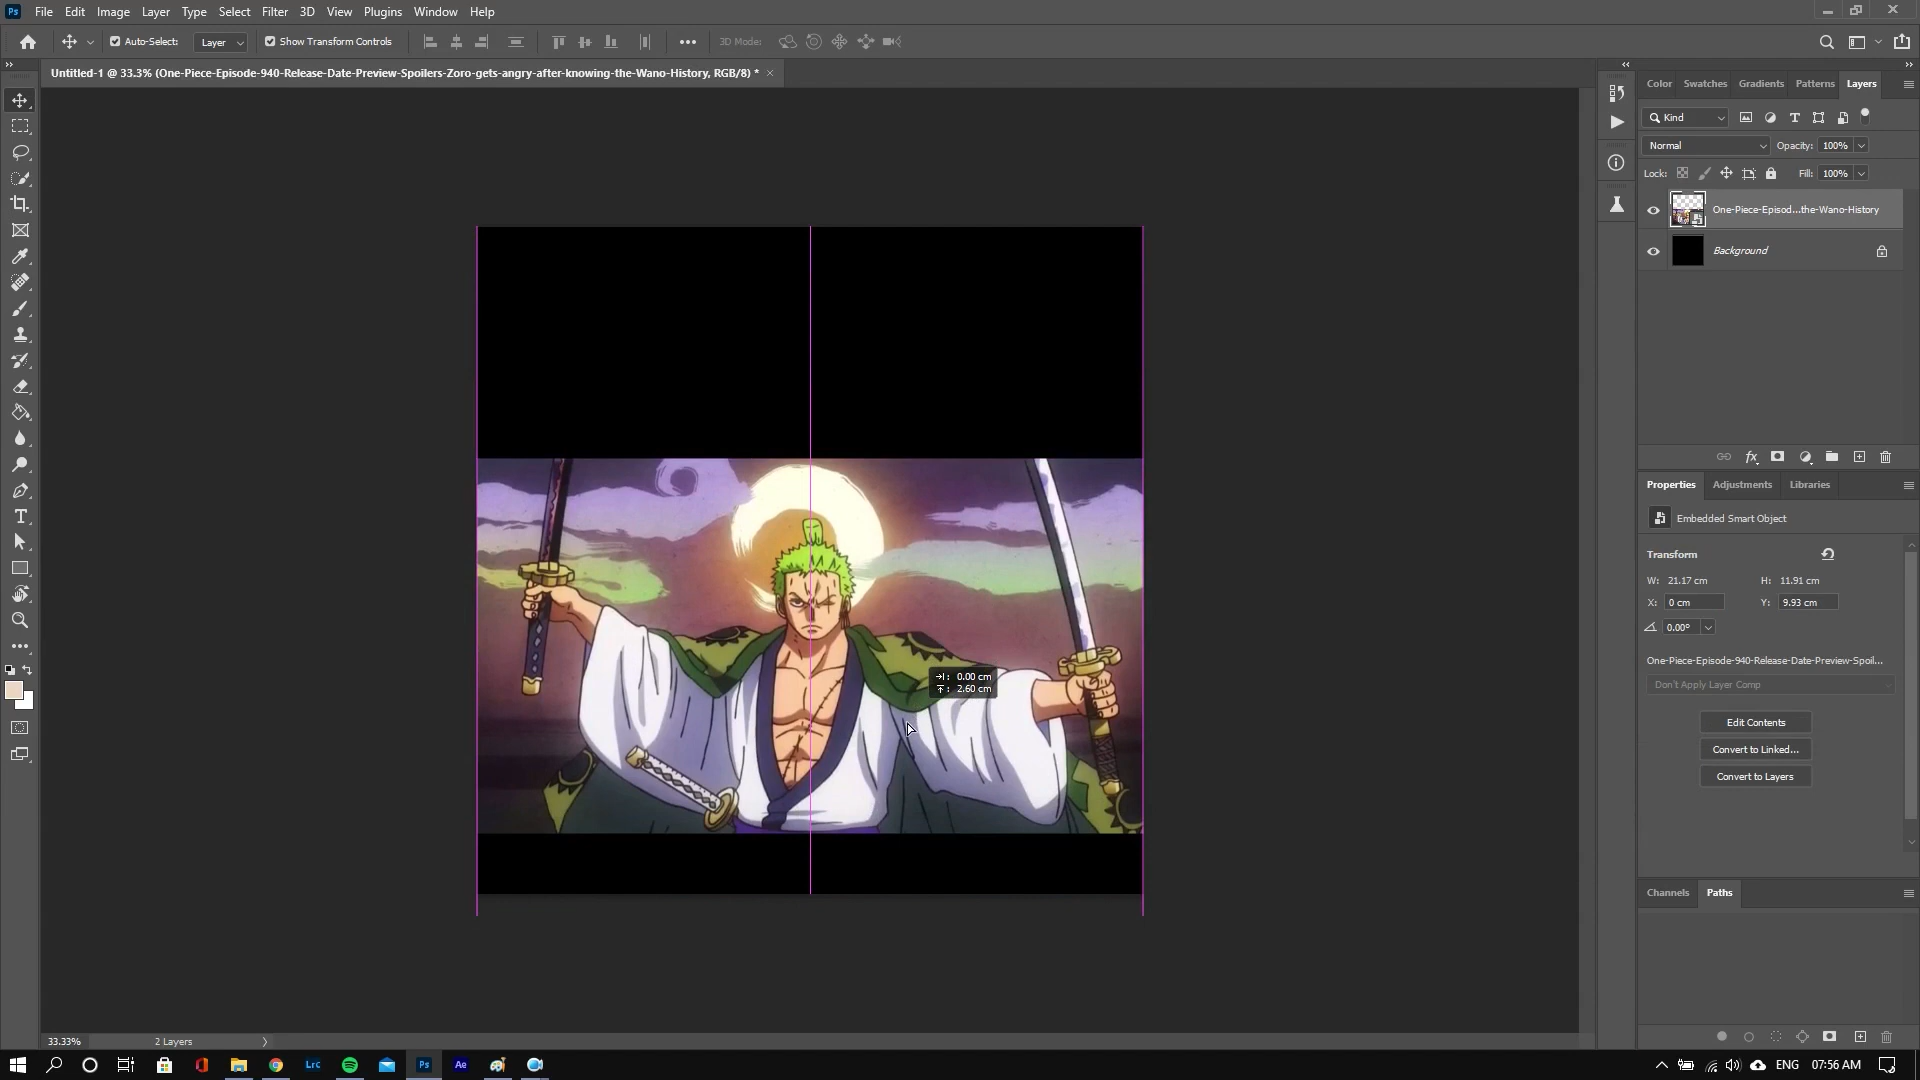 Ps File Edit Image Layer Type Select Filter 3D View Plugins Window Help
Auto-Select: Layer Show Transform Controls 3D Mode:
Untitled-1 @ 33.3% (One-Piece-Episode-940-Release-Date-Preview-Spoilers-Zoro-gets-angry-after-knowing-the-Wano-History, RGB/8) *
Color Swatches Gradients Patterns Layers
Kind
Normal Opacity: 100%
Lock: Fill: 100%
One-Piece-Episod...the-Wano-History
Background
fx
Properties Adjustments Libraries
Embedded Smart Object
Transform
W: 21.17 cm H: 11.91 cm
X: 0 cm Y: 9.93 cm
0.00°
One-Piece-Episode-940-Release-Date-Preview-Spoil...
Don't Apply Layer Comp
Edit Contents
Convert to Linked...
Convert to Layers
0.00 cm
2.60 cm
Channels Paths
33.33% 2 Layers
Lrc Ps Ae ENG 07:56 AM